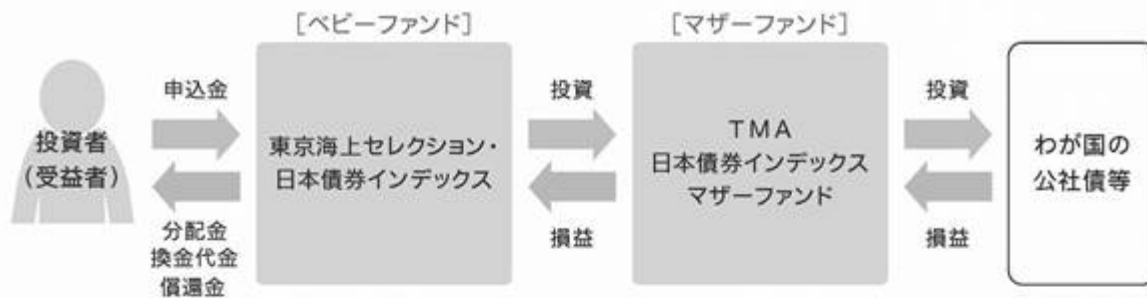 [ベビーファンド]
[マザーファンド]
投資者
（受益者）
申込金
分配金
換金代金
償還金
東京海上セレクション・
日本債券インデックス
投資
損益
TMA
日本債券インデックス
マザーファンド
投資
損益
わが国の
公社債等